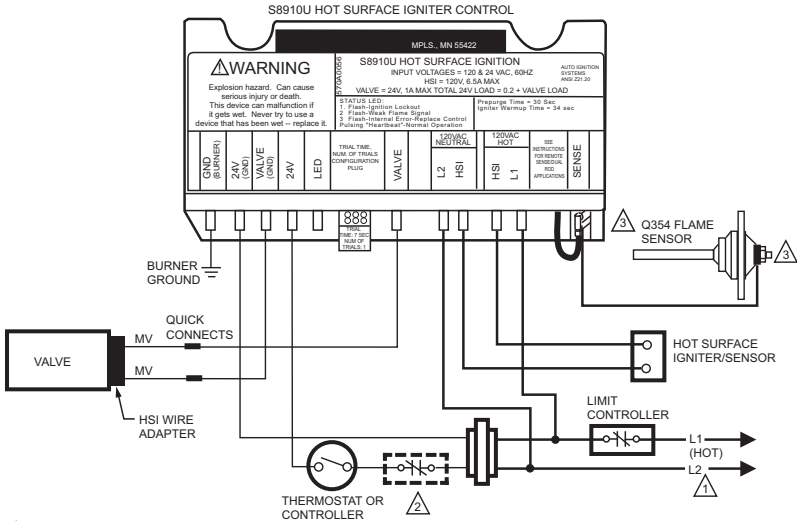 S8910U HOT SURFACE IGNITER CONTROL
MPLS., MN 55422
WARNING
Explosion hazard. Can cause
serious injury or death.
This device can malfunction if
it gets wet. Never try to use a
device that has been wet -- replace it.
570A0056
S8910U HOT SURFACE IGNITION
INPUT VOLTAGES = 120 & 24 VAC, 60HZ
HSI = 120V, 6.5A MAX
VALVE = 24V, 1A MAX TOTAL 24V LOAD = 0.2 + VALVE LOAD
AUTO IGNITION
SYSTEMS
ANSI Z21.20
STATUS LED:
1. Flash-Ignition Lockout
2 Flash-Weak Flame Signal
3. Flash-Internal Error-Replace Control
Pulsing "Heartbeat"-Normal Operation
Prepurge Time = 30 Sec
Igniter Warmup Time = 34 sec
GND
(BURNER)
24V
(GND)
VALVE
(GND)
24V
LED
TRIAL TIME,
NUM. OF TRIALS
CONFIGURATION
PLUG
VALVE
120VAC
NEUTRAL
L2
HSI
120VAC
HOT
HSI
L1
SEE
INSTRUCTIONS
FOR REMOTE
SENSE/DUAL
ROD
APPLICATIONS
SENSE
TRIAL
TIME: 7 SEC
NUM OF
TRIALS: 1
3
Q354 FLAME
SENSOR
3
BURNER
GROUND
QUICK
CONNECTS
MV
VALVE
MV
HSI WIRE
ADAPTER
HOT SURFACE
IGNITER/SENSOR
LIMIT
CONTROLLER
L1
(HOT)
L2
1
2
THERMOSTAT OR
CONTROLLER